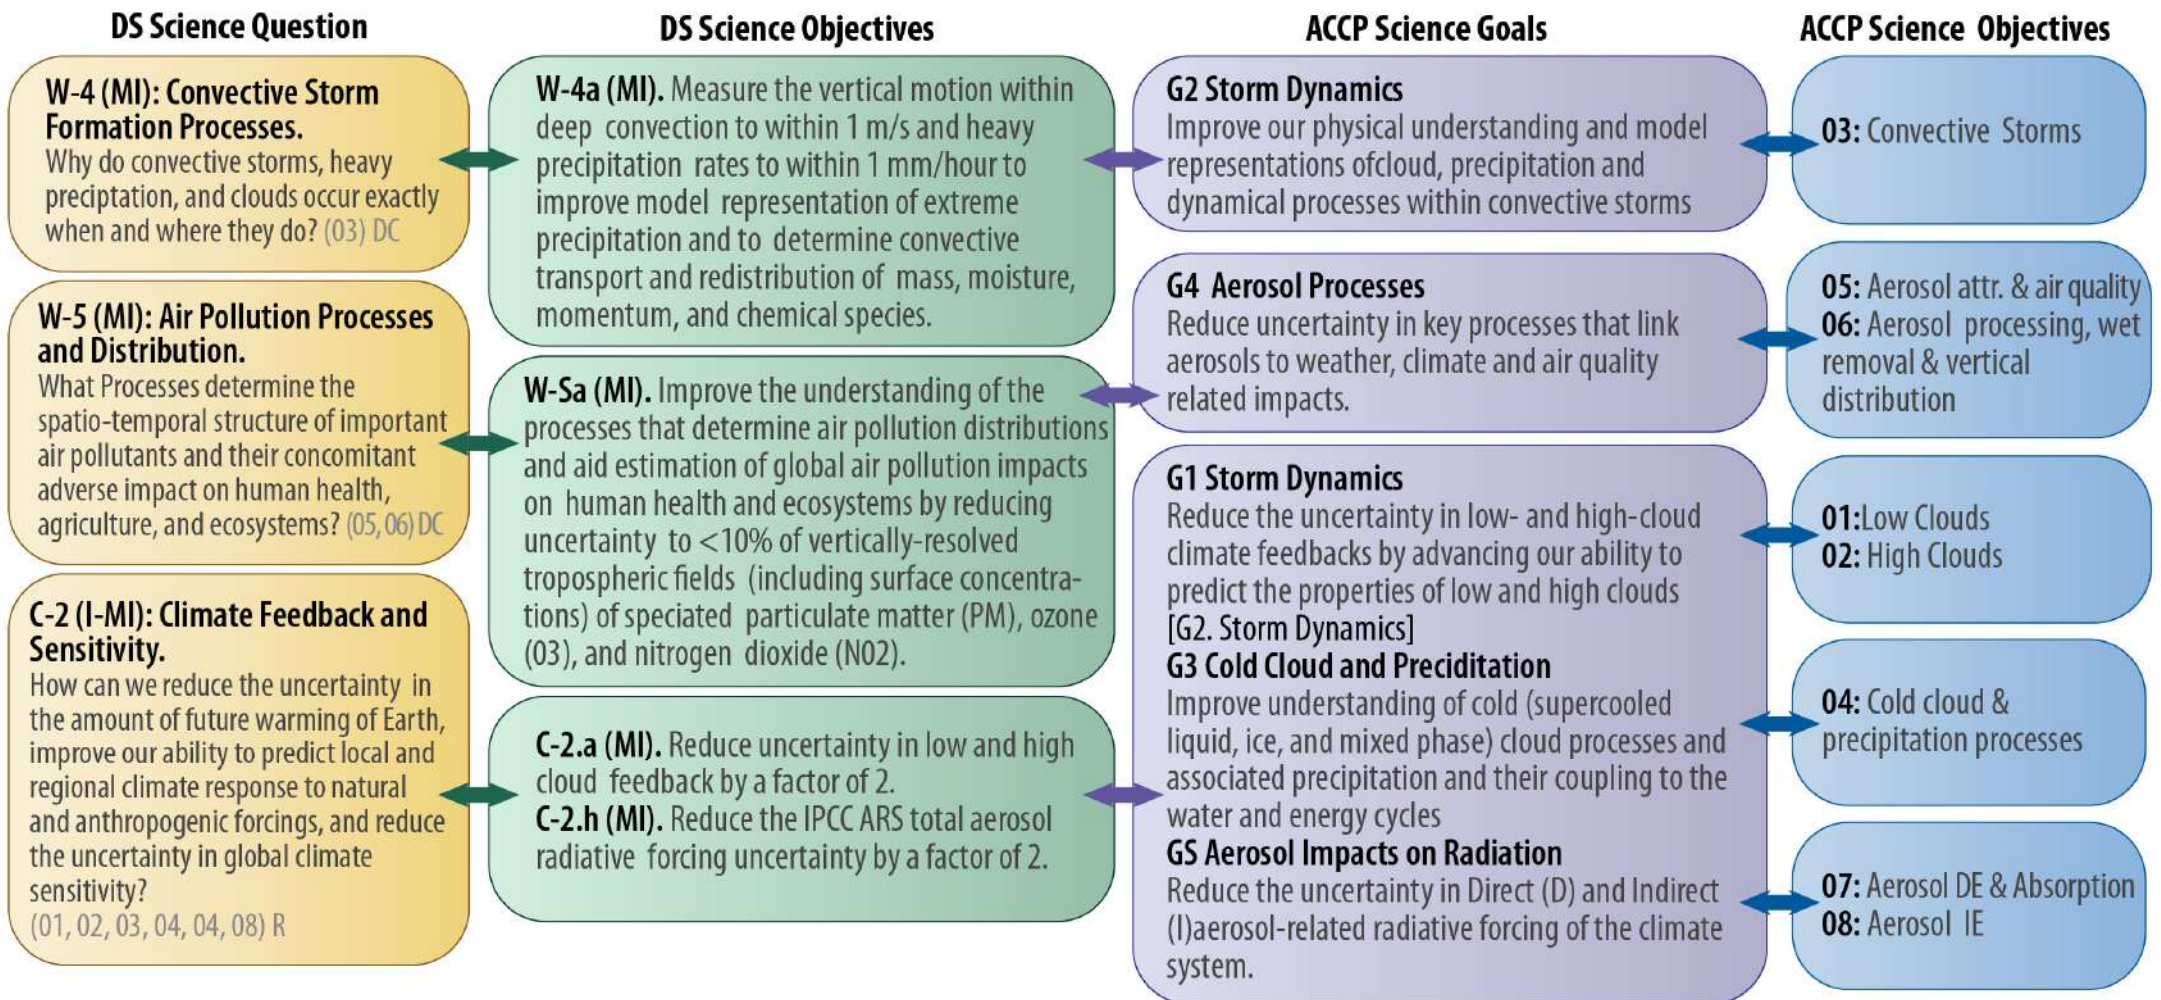 DS Science Question
W-4 (MI): Convective Storm
Formation Processes.
Why do convective storms, heavy
preciptation, and clouds occur exactly
when and where they do? (03) DC
W-5 (MI): Air Pollution Processes
and Distribution.
What Processes determine the
spatio-temporal structure of important
air pollutants and their concomitant
adverse impact on human health,
agriculture, and ecosystems? (05,06) DC
C-2 (I-MI): Climate Feedback and
Sensitivity.
How can we reduce the uncertainty in
the amount of future warming of Earth,
improve our ability to predict local and
regional climate response to natural
and anthropogenic forcings, and reduce
the uncertainty in global climate
sensitivity?
(01, 02, 03, 04, 04, 08) R
DS Science Objectives
W-4a (MI). Measure the vertical motion within
deep convection to within 1 m/s and heavy
precipitation rates to within 1 mm/hour to
improve model representation of extreme
precipitation and to determine convective
transport and redistribution of mass, moisture,
momentum, and chemical species.
W-Sa (MI). Improve the understanding of the
processes that determine air pollution distributions
and aid estimation of global air pollution impacts
on human health and ecosystems by reducing
uncertainty to <10% of vertically-resolved
tropospheric fields (including surface concentra-
tions) of speciated particulate matter (PM), ozone
(03), and nitrogen dioxide (N02).
C-2.a (MI). Reduce uncertainty in low and high
cloud feedback by a factor of 2.
C-2.h (MI). Reduce the IPCC ARS total aerosol
radiative forcing uncertainty by a factor of 2.
ACCP Science Goals
G2 Storm Dynamics
Improve our physical understanding and model
representations ofcloud, precipitation and
dynamical processes within convective storms
G4 Aerosol Processes
Reduce uncertainty in key processes that link
aerosols to weather, climate and air quality
related impacts.
G1 Storm Dynamics
Reduce the uncertainty in low- and high-cloud
climate feedbacks by advancing our ability to
predict the properties of low and high clouds
[G2. Storm Dynamics]
G3 Cold Cloud and Preciditation
Improve understanding of cold (supercooled
liquid, ice, and mixed phase) cloud processes and
associated precipitation and their coupling to the
water and energy cycles
GS Aerosol Impacts on Radiation
Reduce the uncertainty in Direct (D) and Indirect
(I)aerosol-related radiative forcing of the climate
system.
ACCP Science Objectives
03: Convective Storms
05: Aerosol attr. & air quality
06: Aerosol processing, wet
removal & vertical
distribution
01:Low Clouds
02: High Clouds
04: Cold cloud &
precipitation processes
07: Aerosol DE & Absorption
08: Aerosol IE